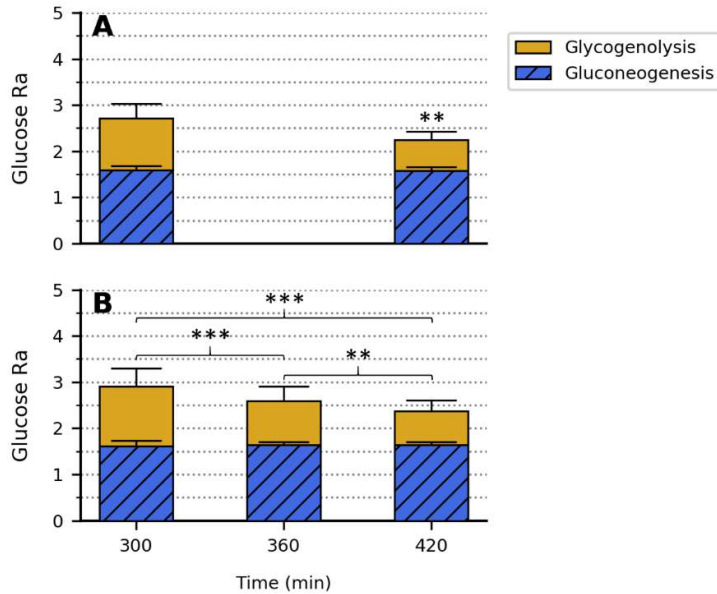 A
Glucose Ra
5
4
3
2
1
0
**
Glycogenolysis
Gluconeogenesis
B
Glucose Ra
5
4
3
2
1
0
***
***
**
300 360 420
Time (min)